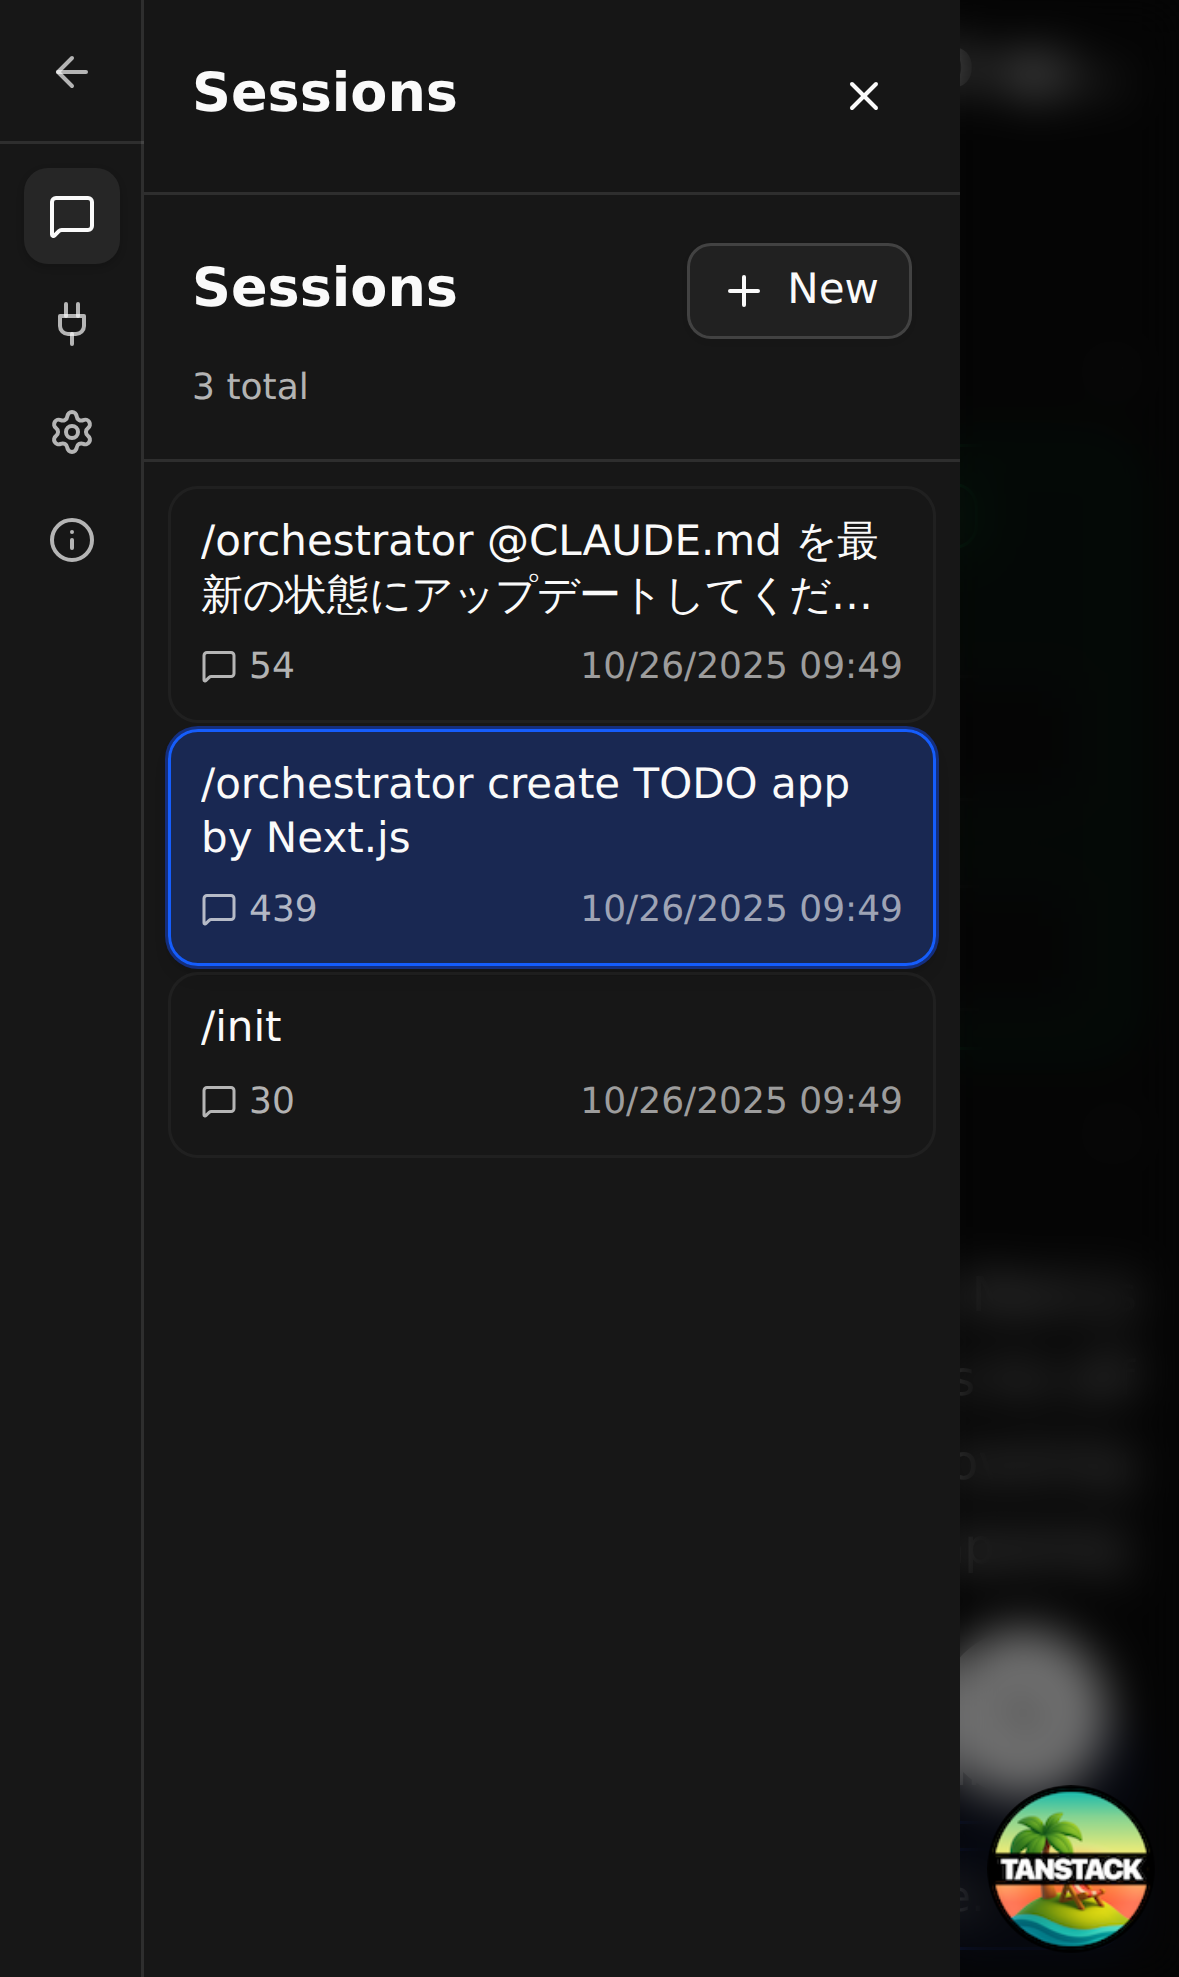 Sessions
Sessions
New
3 total
/orchestrator @CLAUDE.md を最
新の状態にアップデートしてくだ...
54
10/26/2025 09:49
/orchestrator create TODO app
by Next.js
439
10/26/2025 09:49
/init
30
10/26/2025 09:49
TANSTACK